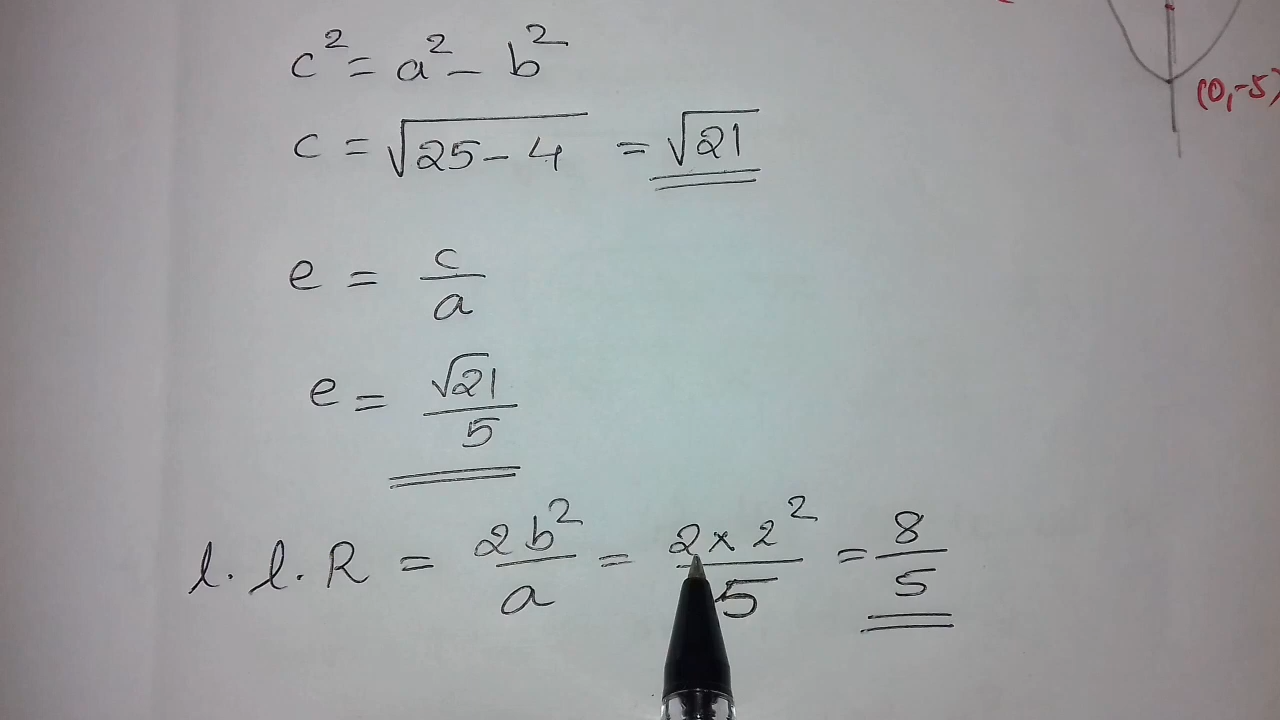 c² = a² − b²
(0,-5)
c = √25 − 4 = √21
e = c/a
e = √21/5
l. l. R = 2b²/a = 2 × 2²/5 = 8/5